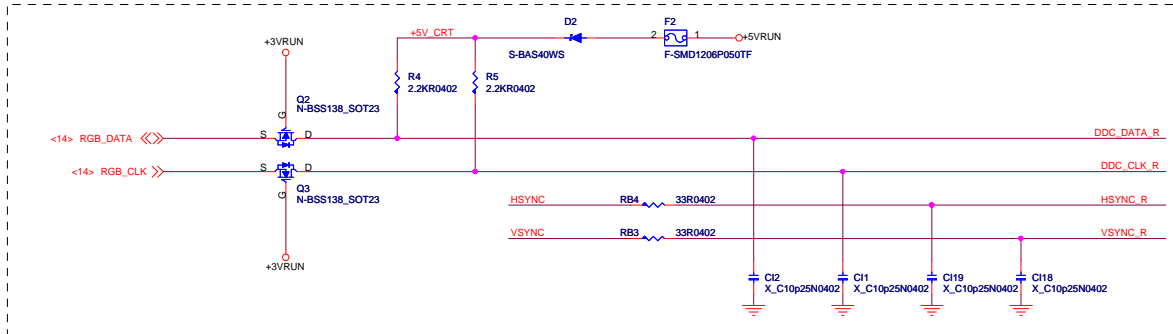 D2
F2
+3VRUN
+5V_CRT
2
1
+5VRUN
S-BAS40WS
F-SMD1206P050TF
R4
2.2KR0402
R5
2.2KR0402
Q2
N-BSS138_SOT23
G
<14> RGB_DATA
S
D
DDC_DATA_R
<14> RGB_CLK
S
D
DDC_CLK_R
Q3
N-BSS138_SOT23
G
HSYNC
RB4
33R0402
HSYNC_R
VSYNC
RB3
33R0402
VSYNC_R
+3VRUN
CI2
X_C10p25N0402
CI1
X_C10p25N0402
CI19
X_C10p25N0402
CI18
X_C10p25N0402